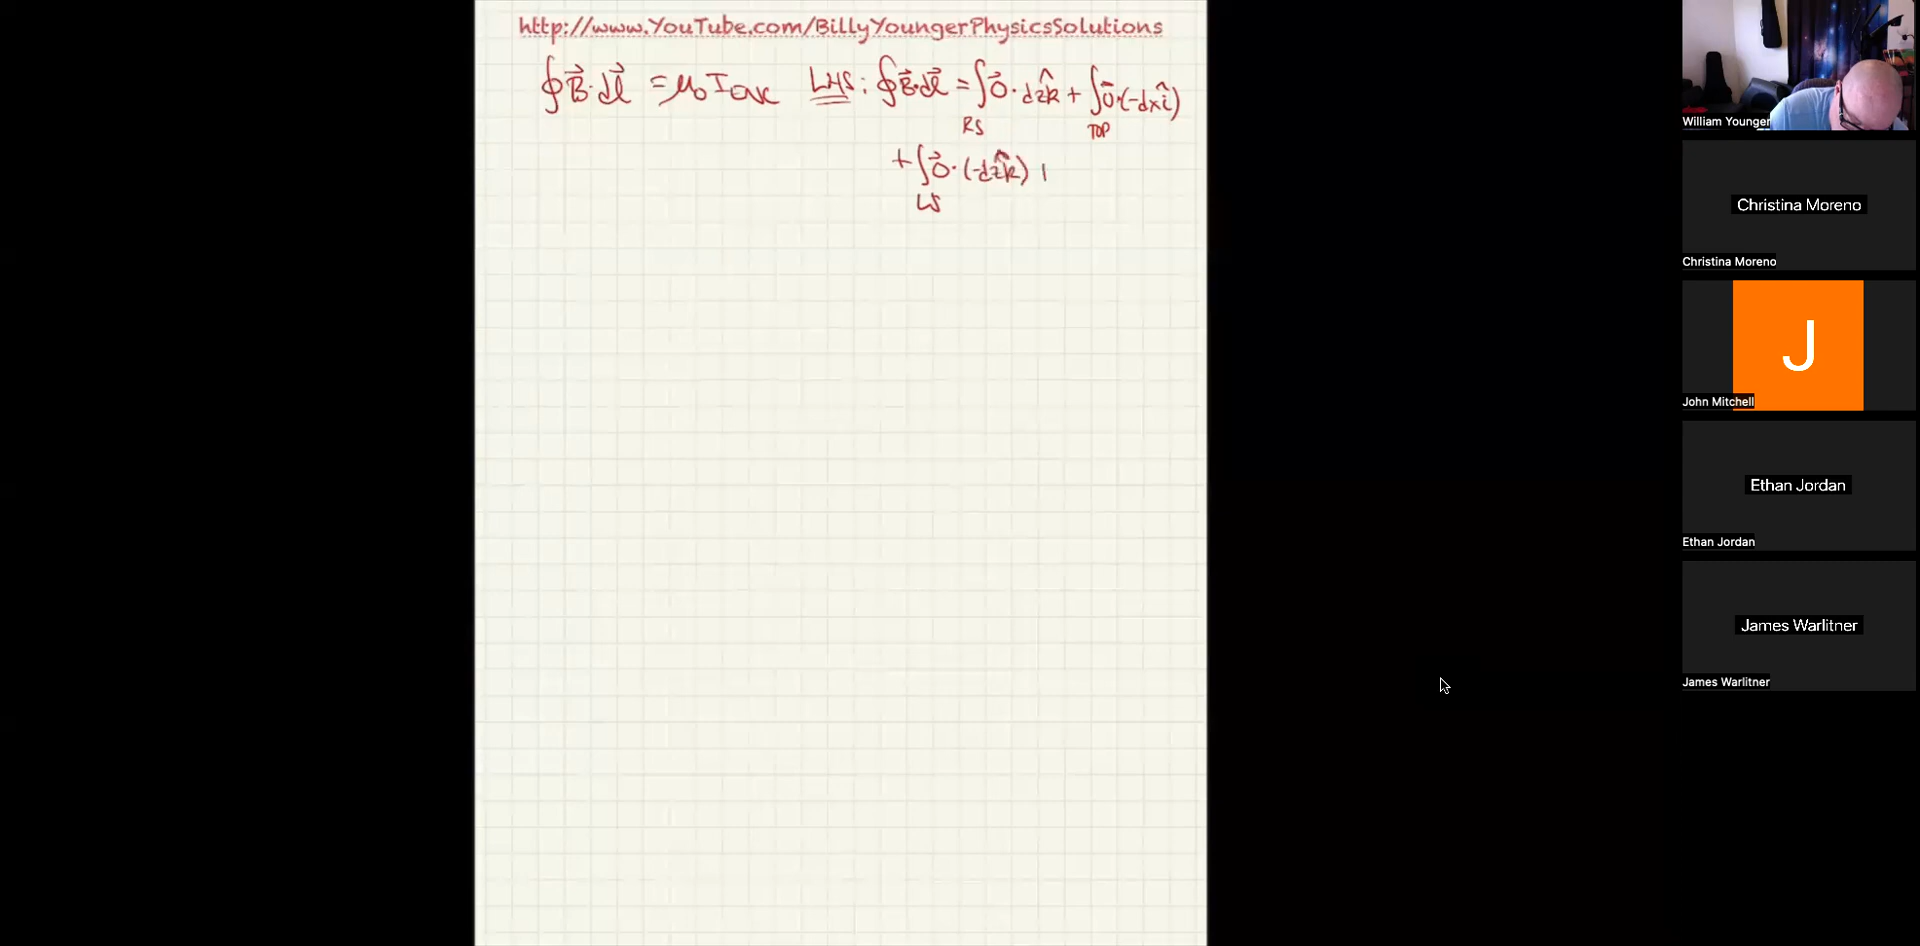 http://www.YouTube.com/BillyYoungerPhysicsSolutions
∮B⃗·dl⃗ = μ₀I_enc LHS: ∮B⃗·dl⃗ = ∫0⃗·dzk̂ + ∫0⃗·(-dxî)
RS TOP
+∫0⃗·(-dzk̂)
LS
William Younger
Christina Moreno
Christina Moreno
J
John Mitchell
Ethan Jordan
Ethan Jordan
James Warlitner
James Warlitner